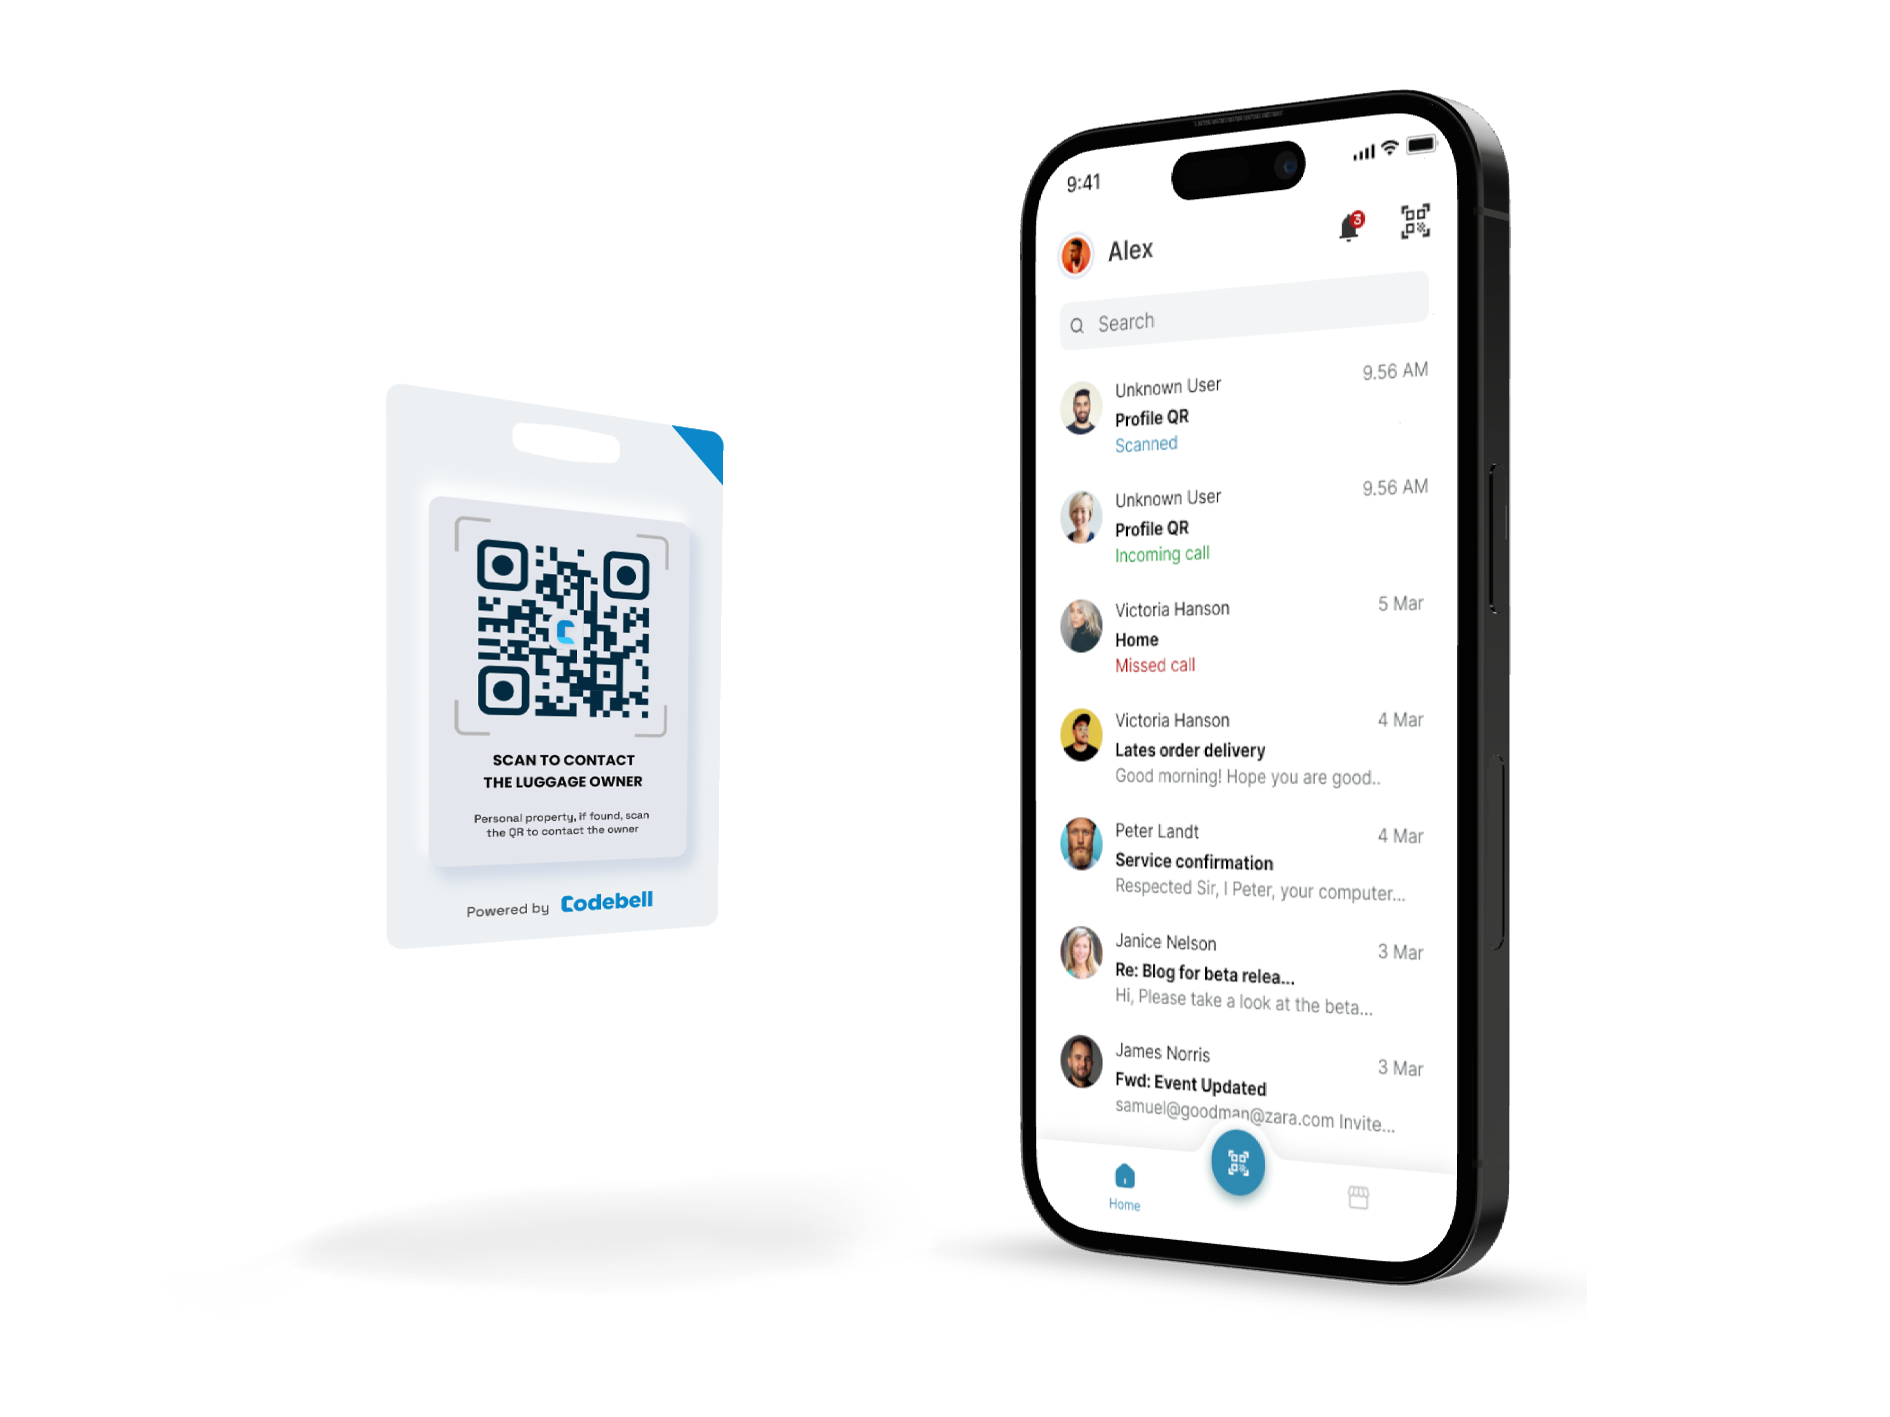 SCAN TO CONTACT
THE LUGGAGE OWNER
Personal property, if found, scan
the QR to contact the owner
Powered by Codebell
9:41
3
Alex
Search
Unknown User
9.56 AM
Profile QR
Scanned
Unknown User
9.56 AM
Profile QR
Incoming call
Victoria Hanson
5 Mar
Home
Missed call
Victoria Hanson
4 Mar
Lates order delivery
Good morning! Hope you are good..
Peter Landt
4 Mar
Service confirmation
Respected Sir, I Peter, your computer...
Janice Nelson
3 Mar
Re: Blog for beta relea...
Hi, Please take a look at the beta...
James Norris
3 Mar
Fwd: Event Updated
samuel@goodman@zara.com Invite...
Home